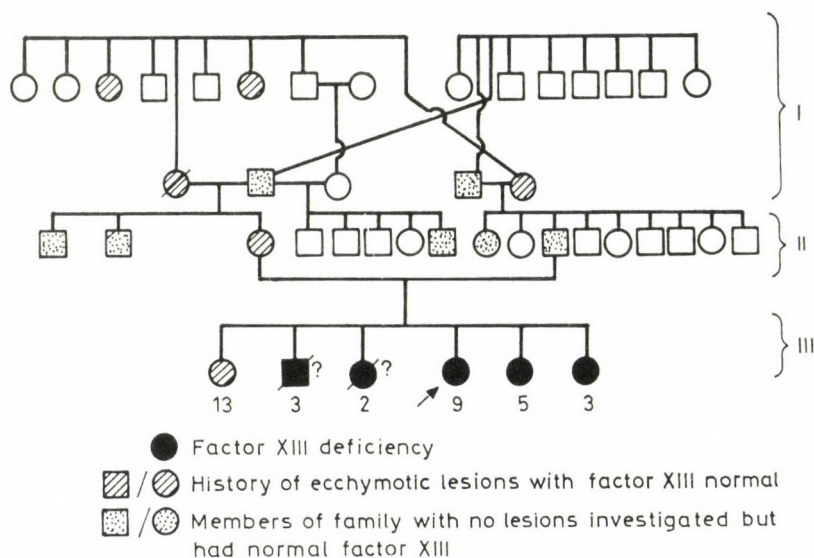 I
II
III
? ?
13 3 2 9 5 3
Factor XIII deficiency
History of ecchymotic lesions with factor XIII normal
Members of family with no lesions investigated but
had normal factor XIII